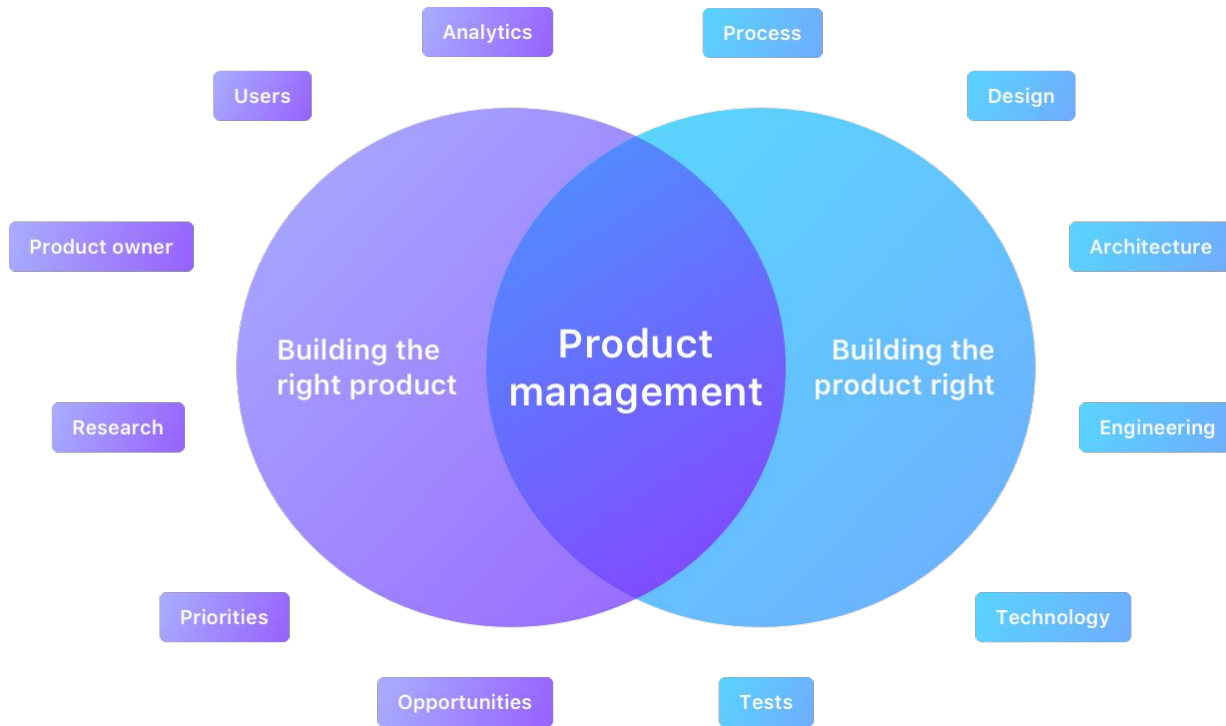 Analytics
Process
Users
Design
Product owner
Architecture
Building the
right product
Product
management
Building the
product right
Research
Engineering
Priorities
Technology
Opportunities
Tests